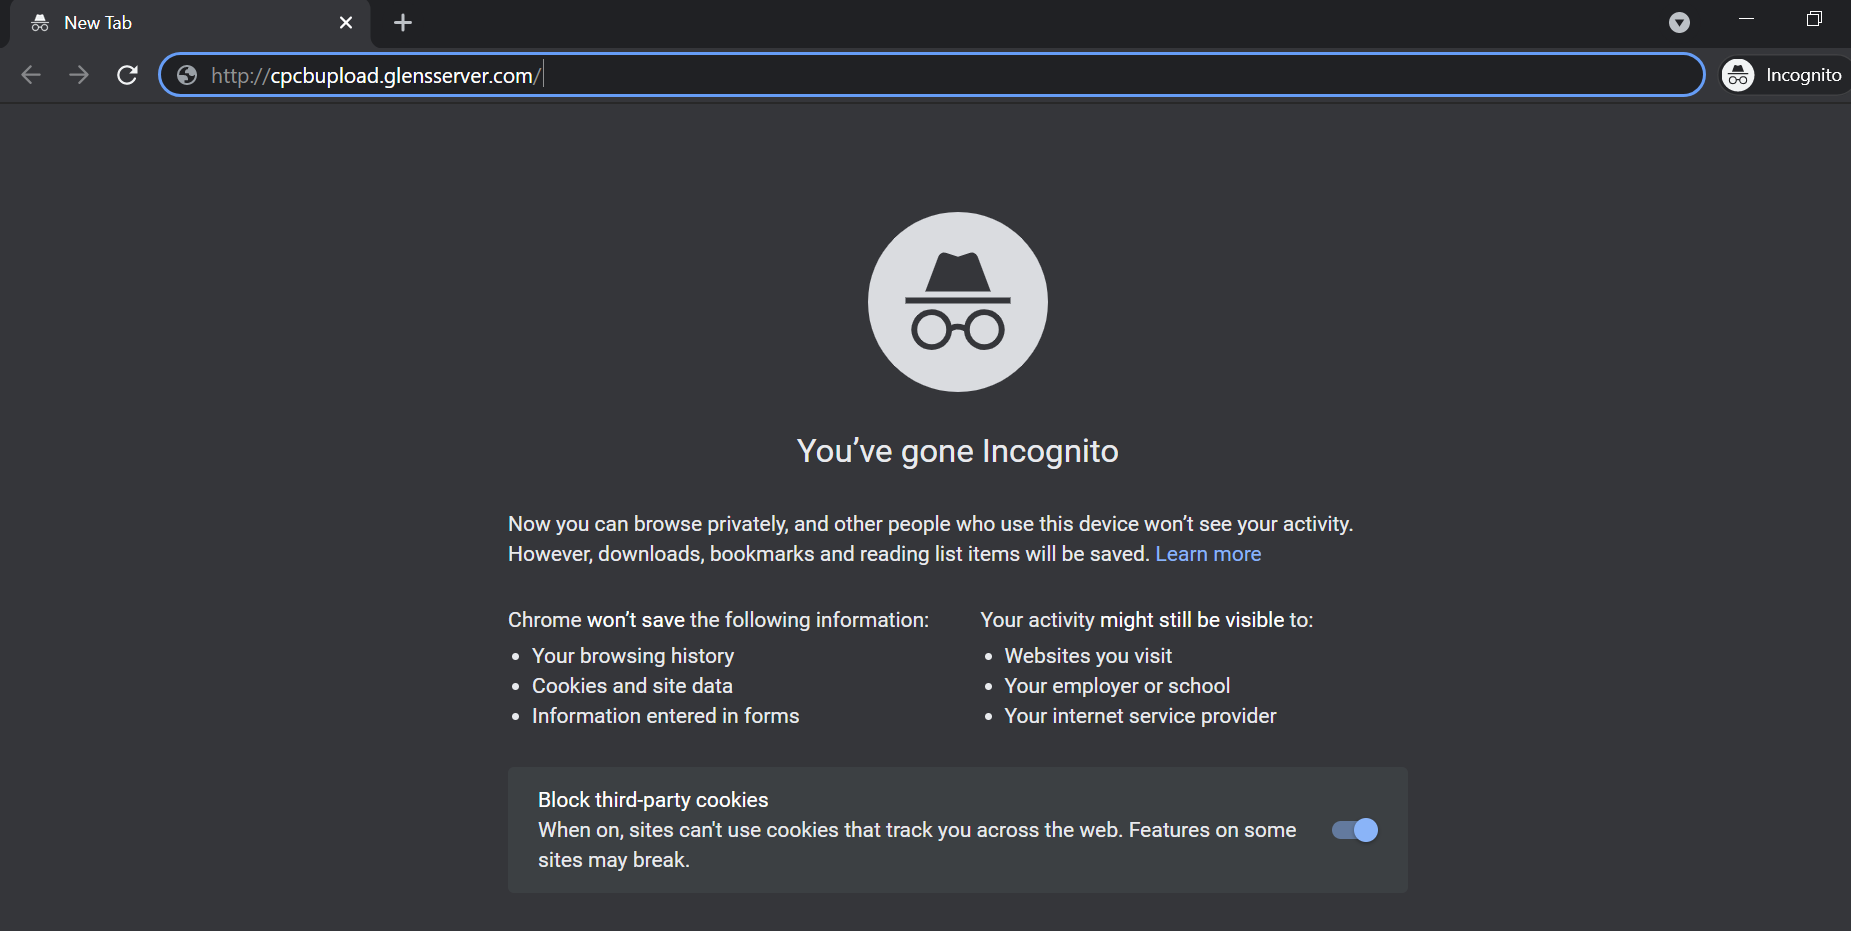 New Tab
http://cpcbupload.glensserver.com/
Incognito
You've gone Incognito
Now you can browse privately, and other people who use this device won't see your activity.
However, downloads, bookmarks and reading list items will be saved. Learn more
Chrome won't save the following information:
• Your browsing history
• Cookies and site data
• Information entered in forms
Your activity might still be visible to:
• Websites you visit
• Your employer or school
• Your internet service provider
Block third-party cookies
When on, sites can't use cookies that track you across the web. Features on some
sites may break.